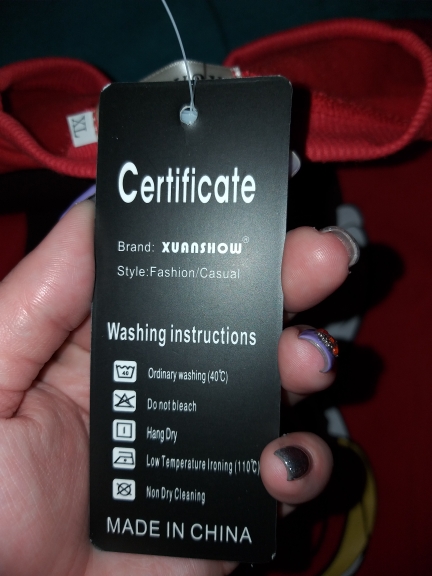 XL
Certificate
Brand: XUANSHOW®
Style:Fashion/Casual
Washing instructions
40
Ordinary washing (40℃)
Do not bleach
Hang Dry
Low Temperature Ironing (110℃)
Non Dry Cleaning
MADE IN CHINA